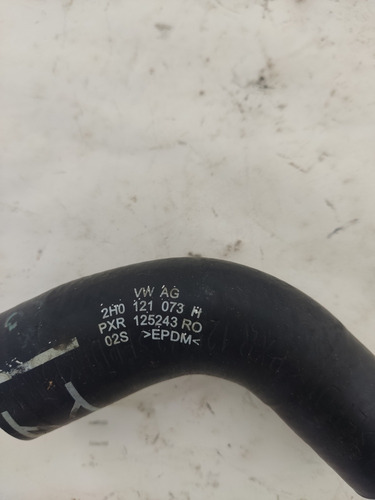 VW AG
2H0 121 073 H
PXR 125243 RO
02S >EPDM<